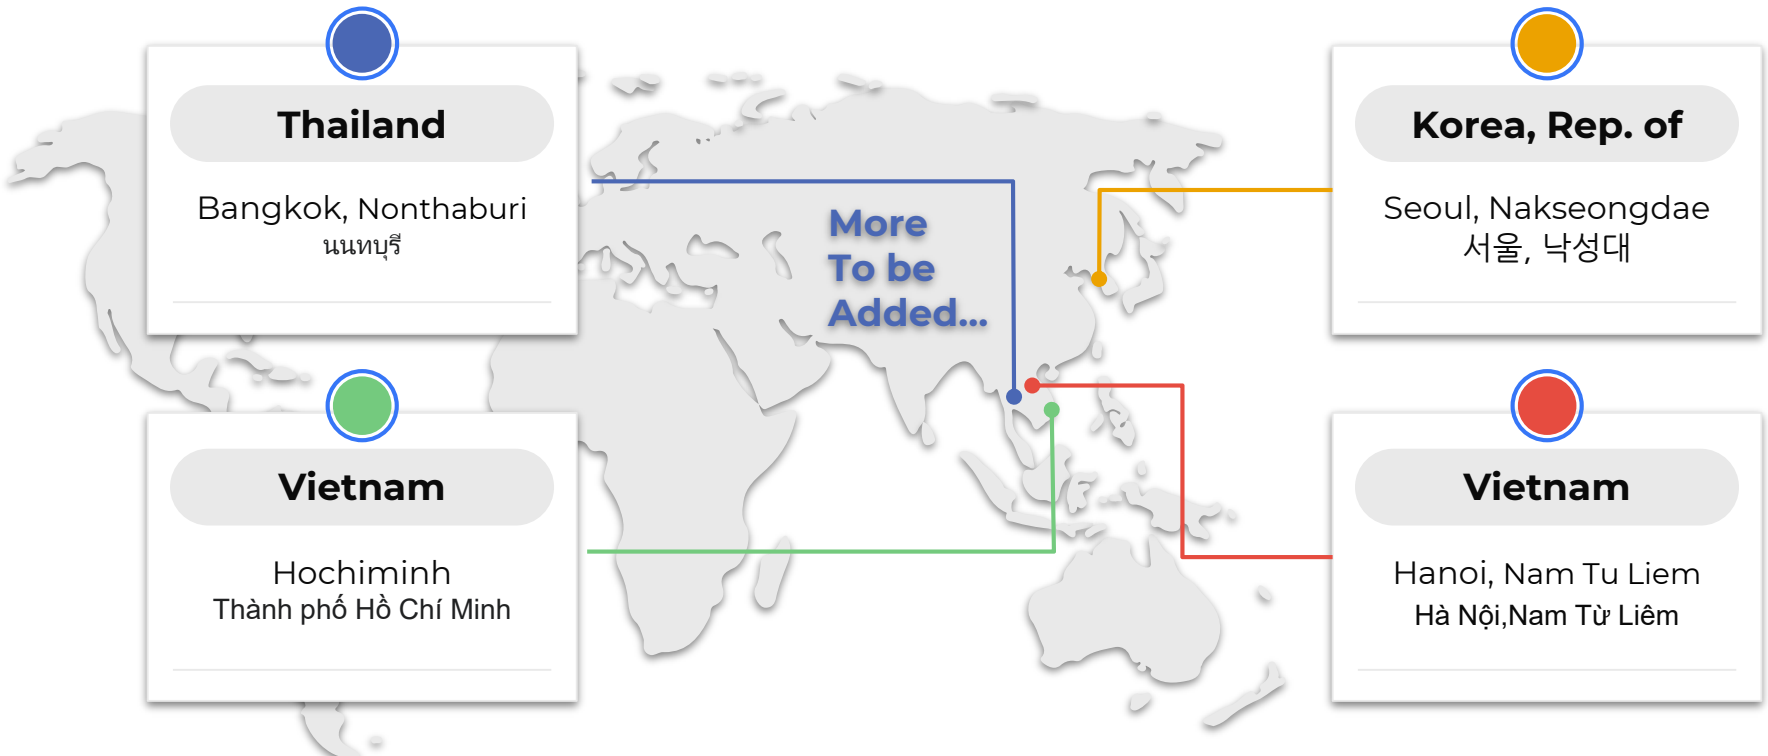 Thailand
Bangkok, Nonthaburi
นนทบุรี
Korea, Rep. of
Seoul, Nakseongdae
서울, 낙성대
More
To be
Added...
Vietnam
Hochiminh
Thành phố Hồ Chí Minh
Vietnam
Hanoi, Nam Tu Liem
Hà Nội,Nam Từ Liêm